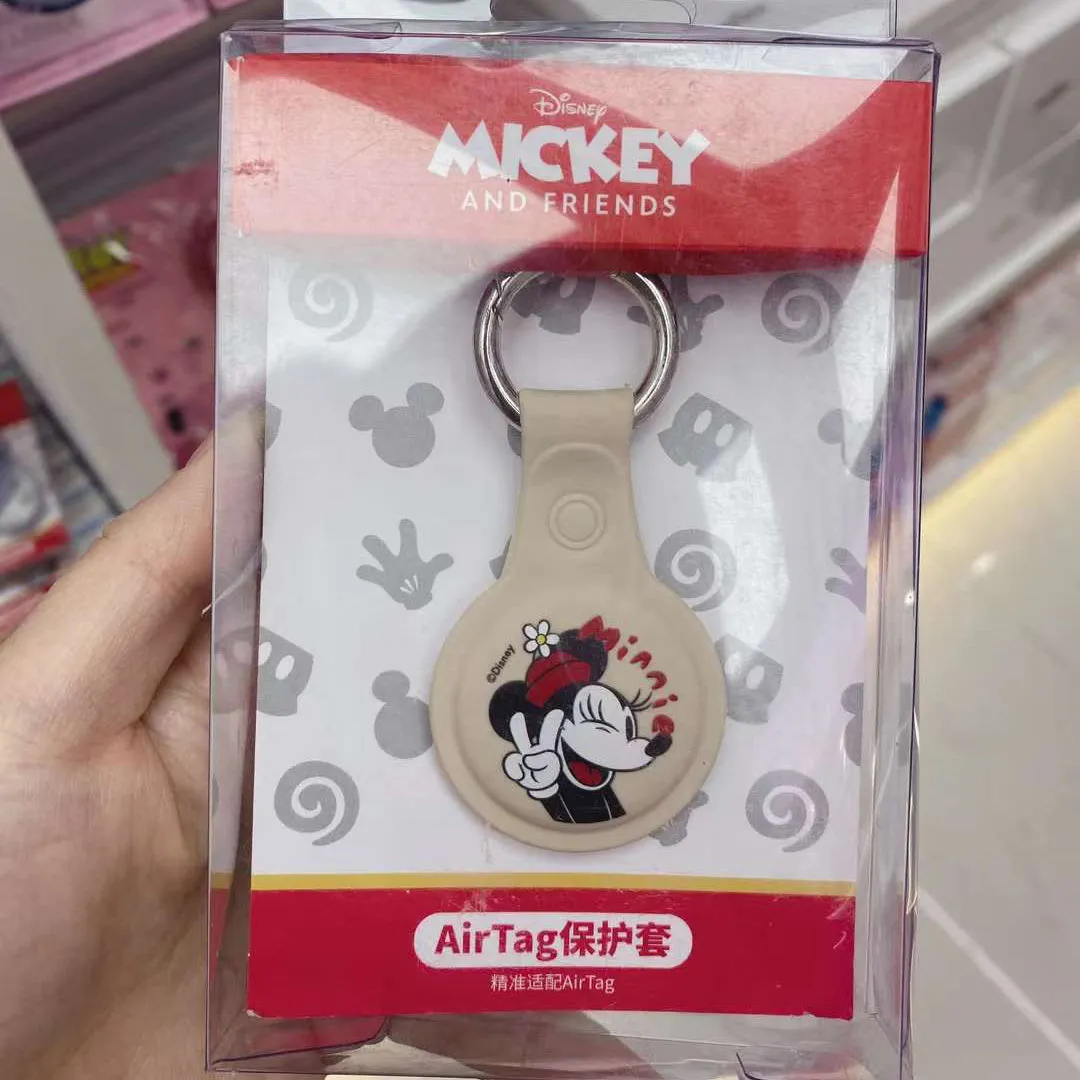 Disney
MICKEY
AND FRIENDS
©Disney
Minnie
AirTag保护套
精准适配AirTag